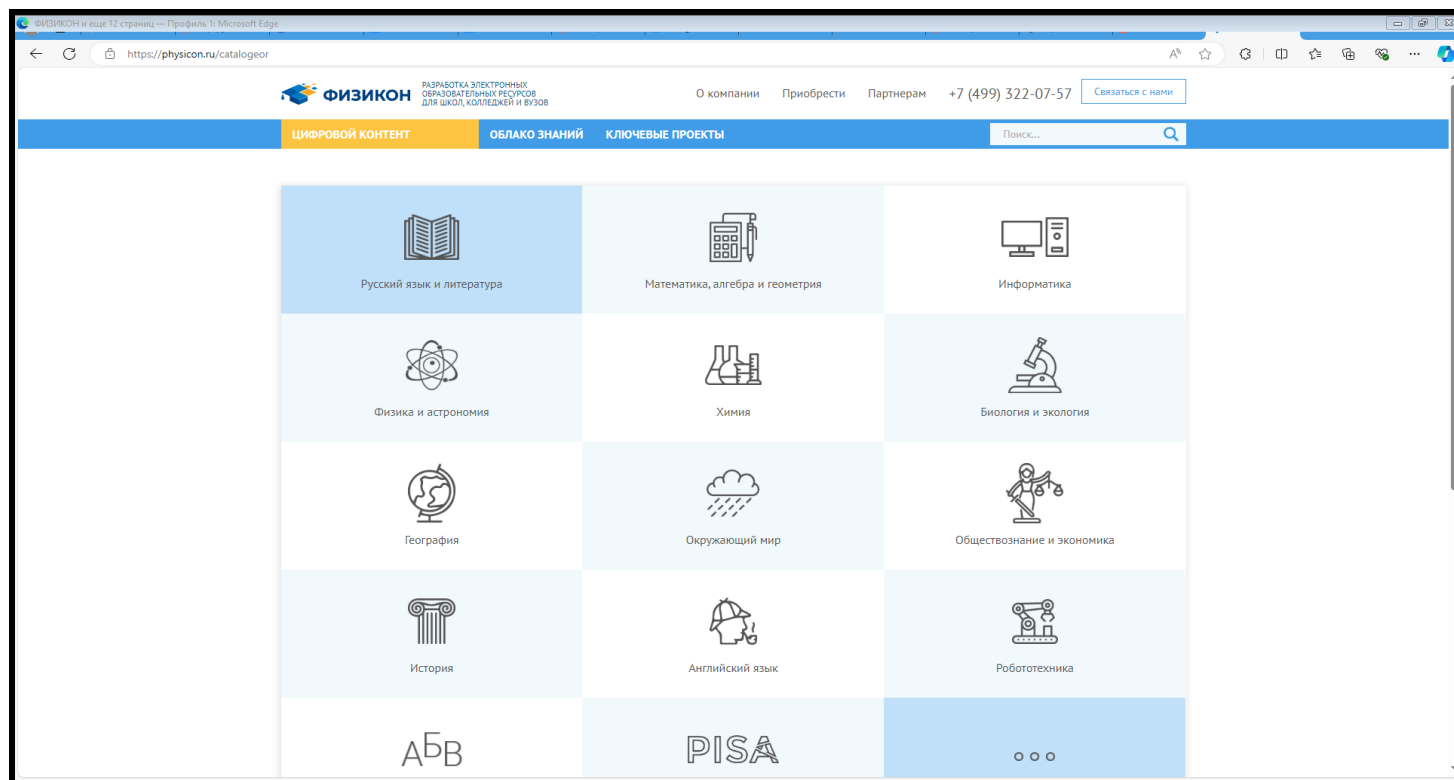 ФИЗИКОН и еще 12 страниц — Профиль 1: Microsoft Edge
https://physicon.ru/catalogeor
ФИЗИКОН
РАЗРАБОТКА ЭЛЕКТРОННЫХ
ОБРАЗОВАТЕЛЬНЫХ РЕСУРСОВ
ДЛЯ ШКОЛ, КОЛЛЕДЖЕЙ И ВУЗОВ
О компании Приобрести Партнерам +7 (499) 322-07-57 Связаться с нами
ЦИФРОВОЙ КОНТЕНТ ОБЛАКО ЗНАНИЙ КЛЮЧЕВЫЕ ПРОЕКТЫ Поиск...
Русский язык и литература Математика, алгебра и геометрия Информатика
Физика и астрономия Химия Биология и экология
География Окружающий мир Обществознание и экономика
История Английский язык Робототехника
АБВ PISA